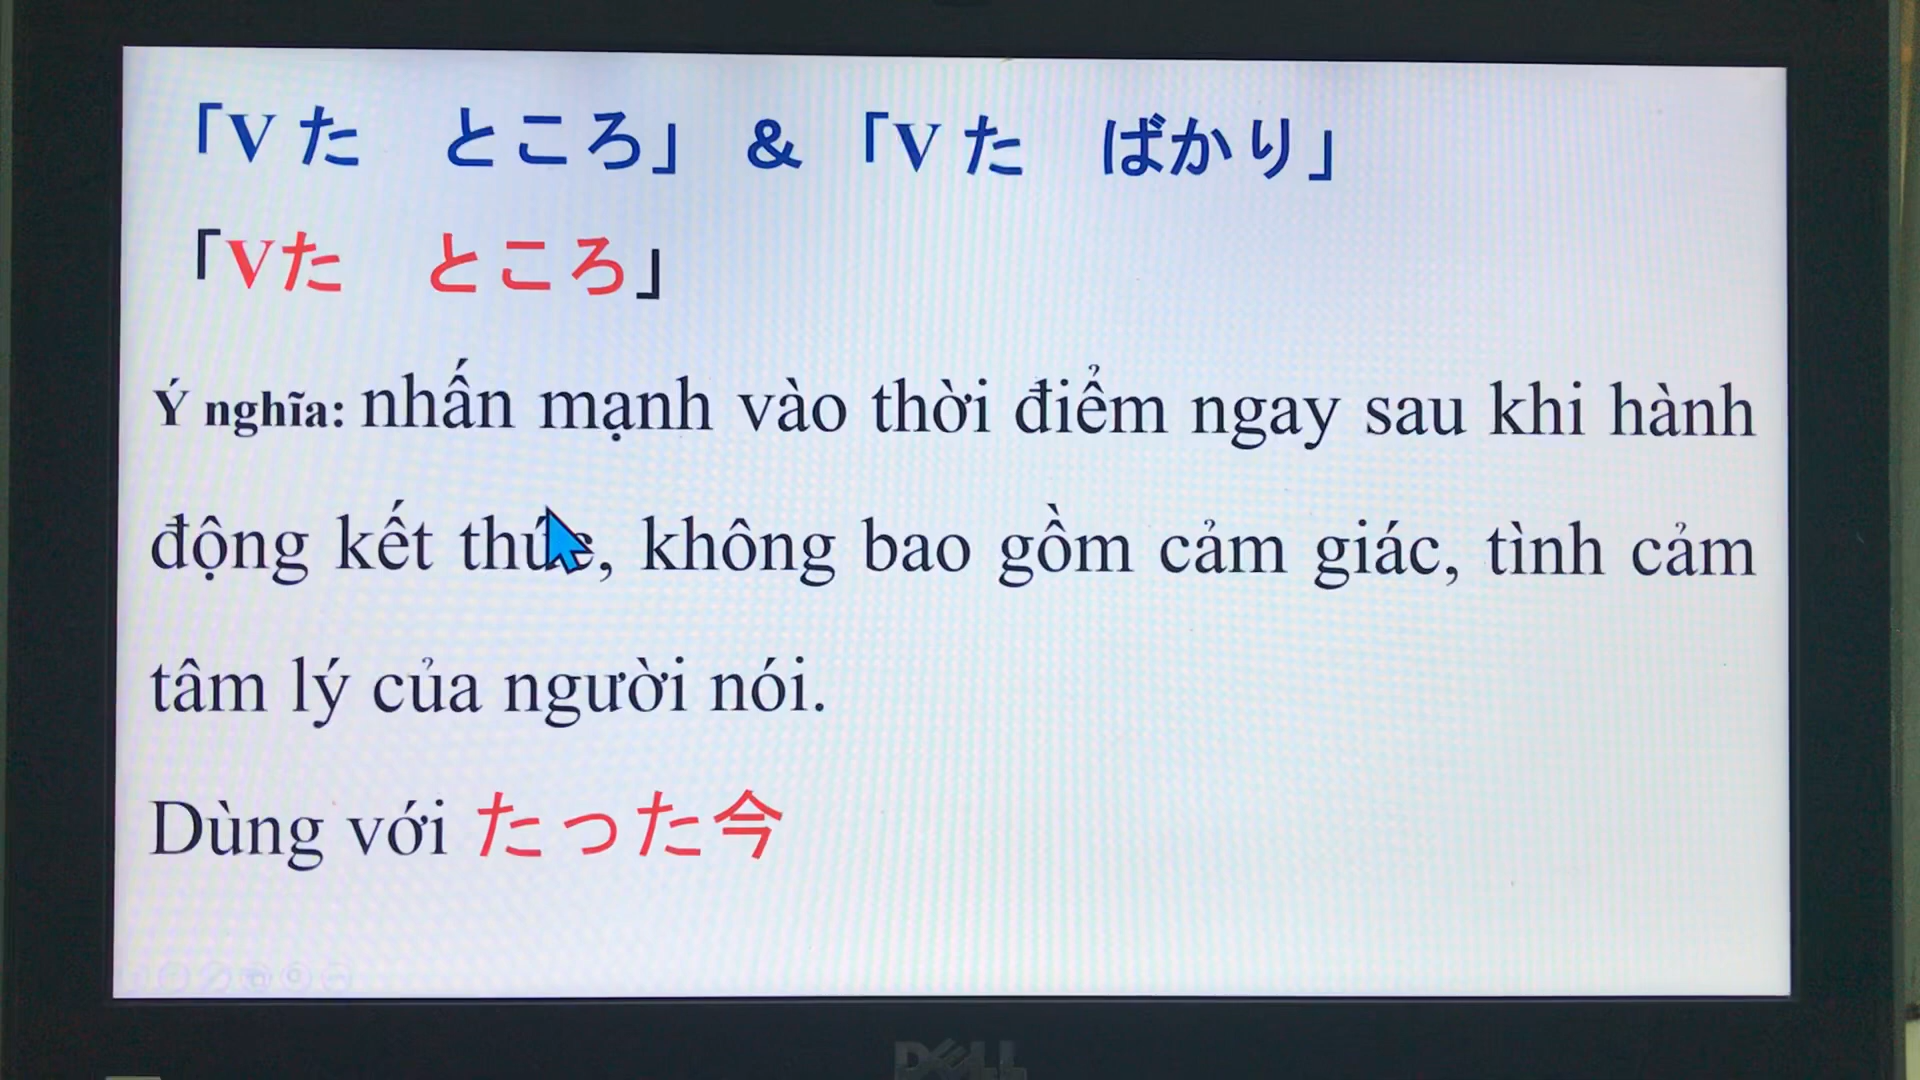 「V た　ところ」 & 「V た　ばかり」
「Vた　ところ」
Ý nghĩa: nhấn mạnh vào thời điểm ngay sau khi hành
động kết thúc, không bao gồm cảm giác, tình cảm
tâm lý của người nói.
Dùng với たった今
DELL